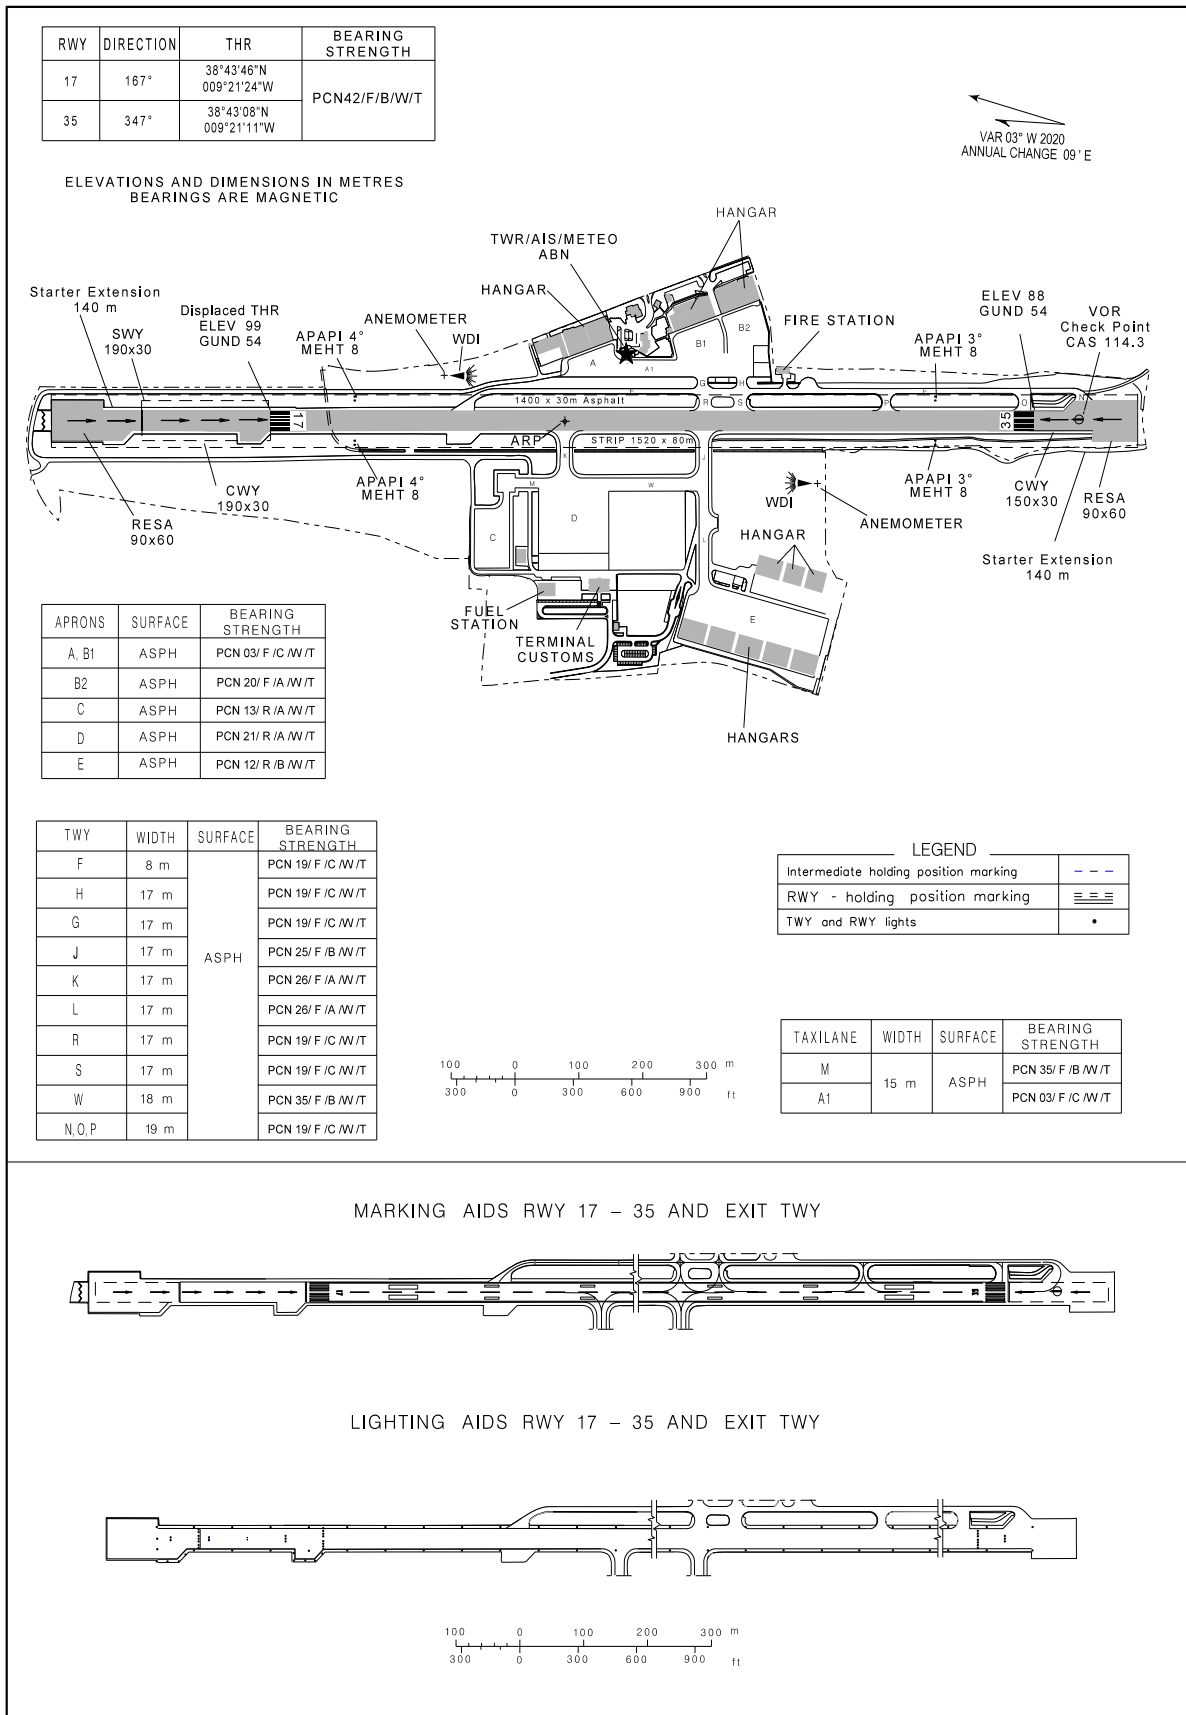 RWY DIRECTION THR BEARING STRENGTH
17 167° 38°43'46"N 009°21'24"W PCN42/F/B/W/T
35 347° 38°43'08"N 009°21'11"W
VAR 03° W 2020
ANNUAL CHANGE 09' E
ELEVATIONS AND DIMENSIONS IN METRES
BEARINGS ARE MAGNETIC
HANGAR
TWR/AIS/METEO
ABN
HANGAR
Starter Extension
140 m
SWY
190x30
Displaced THR
ELEV 99
GUND 54
APAPI 4°
MEHT 8
ANEMOMETER
WDI
FIRE STATION
APAPI 3°
MEHT 8
ELEV 88
GUND 54
VOR
Check Point
CAS 114.3
A
A1
B1
B2
F
G H
F
N
1400 x 30m Asphalt
R S
P
O
17
35
ARP
STRIP 1520 x 80m
K
J
APAPI 4°
MEHT 8
APAPI 3°
MEHT 8
CWY
190x30
RESA
90x60
M
W
WDI
ANEMOMETER
CWY
150x30
RESA
90x60
Starter Extension
140 m
D
C
L
HANGAR
FUEL
STATION
TERMINAL
CUSTOMS
E
HANGARS
APRONS SURFACE BEARING STRENGTH
A, B1 ASPH PCN 03/ F /C /W /T
B2 ASPH PCN 20/ F /A /W /T
C ASPH PCN 13/ R /A /W /T
D ASPH PCN 21/ R /A /W /T
E ASPH PCN 12/ R /B /W /T
TWY WIDTH SURFACE BEARING STRENGTH
F 8 m PCN 19/ F /C /W /T
H 17 m PCN 19/ F /C /W /T
G 17 m PCN 19/ F /C /W /T
J 17 m ASPH PCN 25/ F /B /W /T
K 17 m PCN 26/ F /A /W /T
L 17 m PCN 26/ F /A /W /T
R 17 m PCN 19/ F /C /W /T
S 17 m PCN 19/ F /C /W /T
W 18 m PCN 35/ F /B /W /T
N,O,P 19 m PCN 19/ F /C /W /T
LEGEND
Intermediate holding position marking
RWY - holding position marking
TWY and RWY lights
TAXILANE WIDTH SURFACE BEARING STRENGTH
M 15 m ASPH PCN 35/ F /B /W /T
A1 PCN 03/ F /C /W /T
100 0 100 200 300 m
300 0 300 600 900 ft
MARKING AIDS RWY 17 – 35 AND EXIT TWY
17
35
LIGHTING AIDS RWY 17 – 35 AND EXIT TWY
100 0 100 200 300 m
300 0 300 600 900 ft